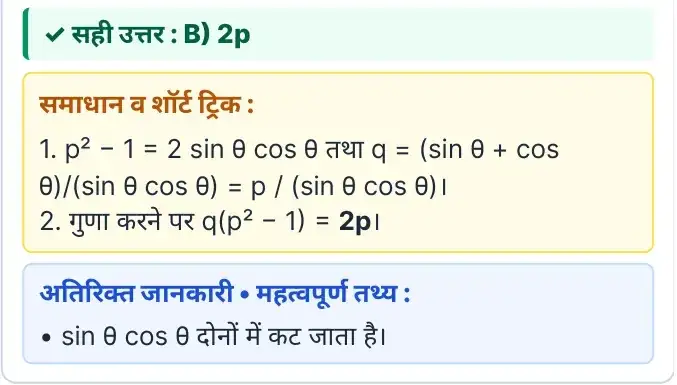 ✓ सही उत्तर : B) 2p
समाधान व शॉर्ट ट्रिक :
1. p² − 1 = 2 sin θ cos θ तथा q = (sin θ + cos
θ)/(sin θ cos θ) = p / (sin θ cos θ)।
2. गुणा करने पर q(p² − 1) = 2p।
अतिरिक्त जानकारी • महत्वपूर्ण तथ्य :
• sin θ cos θ दोनों में कट जाता है।